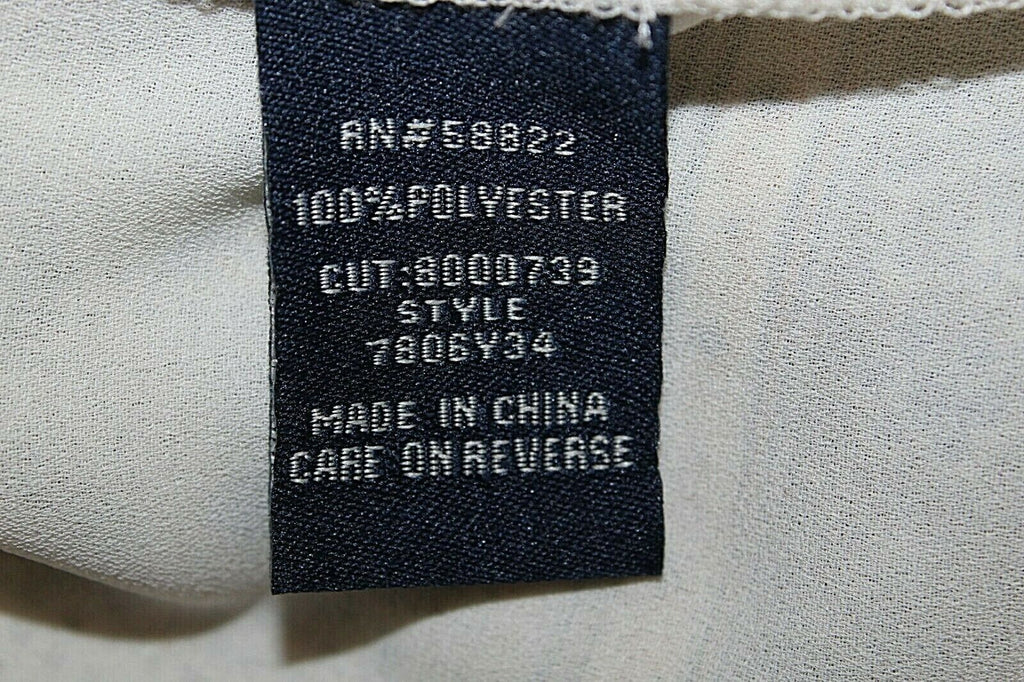 RN#58822
100%POLYESTER
CUT:8000739
STYLE
7806Y34
MADE IN CHINA
CARE ON REVERSE